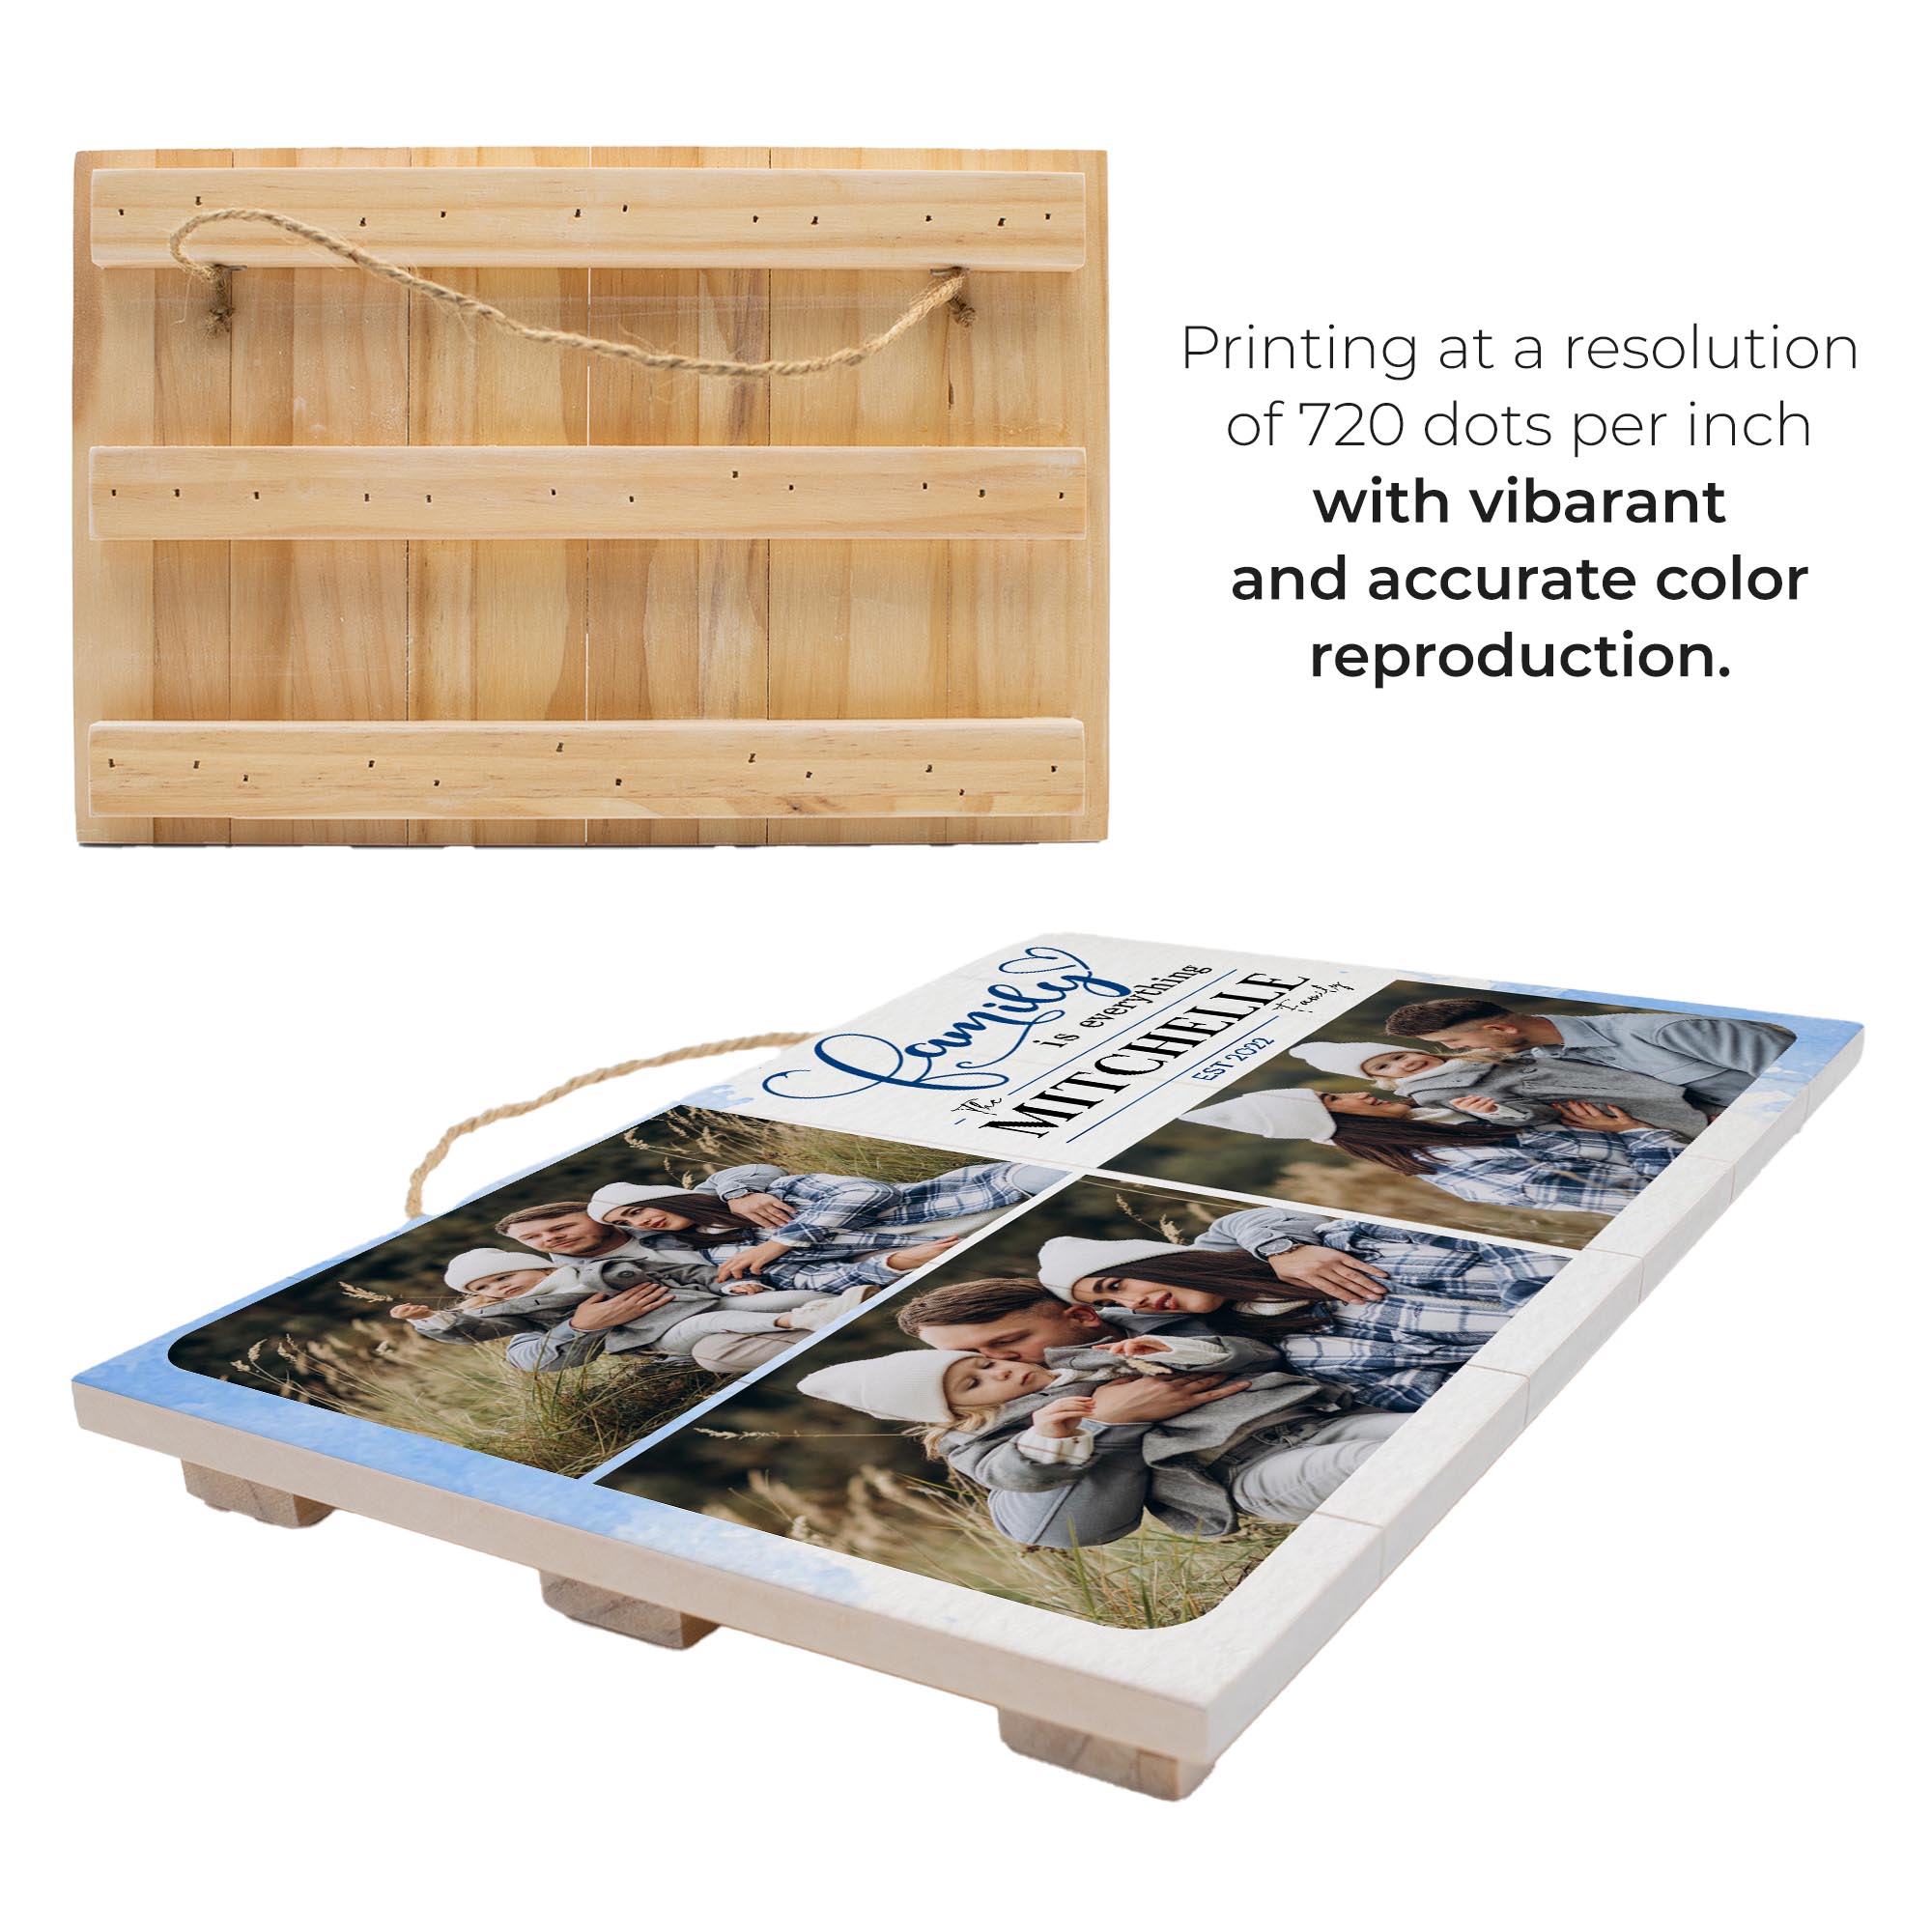 Printing at a resolution
of 720 dots per inch
with vibarant
and accurate color
reproduction.
family
is everything
The
MITCHELLE
Family
EST 2022